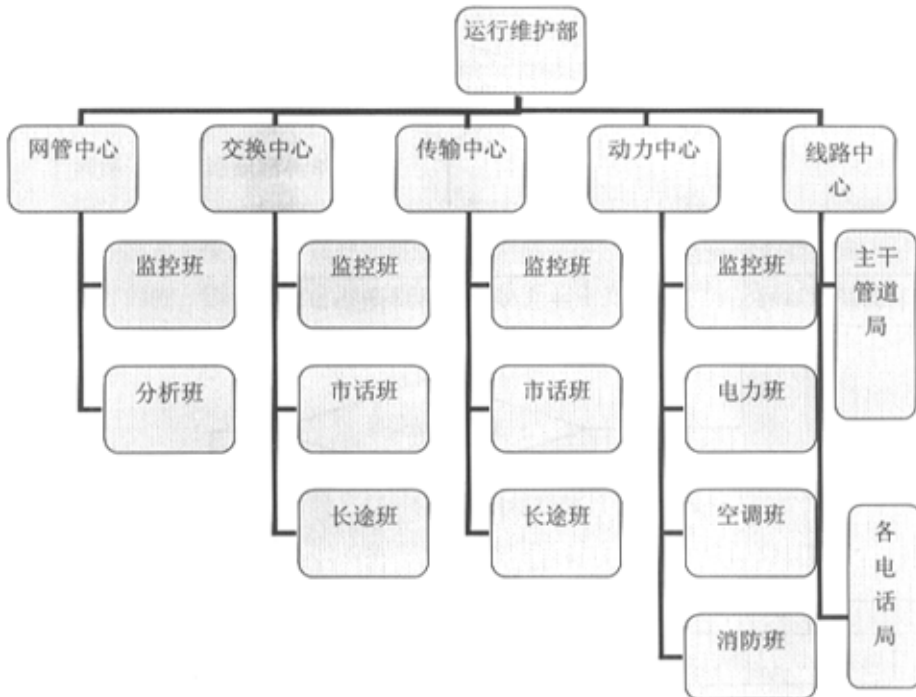 运行维护部
网管中心
交换中心
传输中心
动力中心
线路中
心
监控班
监控班
监控班
监控班
主干
管道
局
分析班
市话班
市话班
电力班
长途班
长途班
空调班
各
电
话
局
消防班